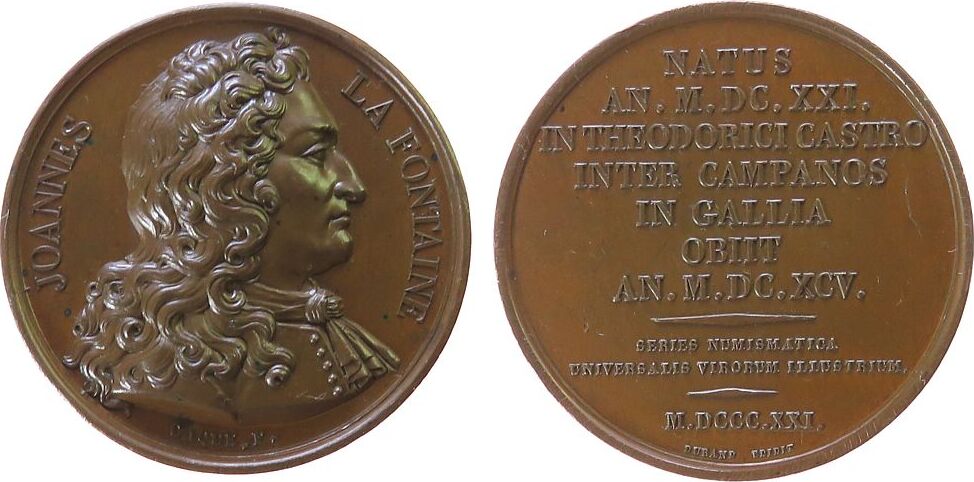 JOANNES LA FONTAINE
F.
NATUS
AN. M. DC. XXI.
IN THEODORICI CASTRO
INTER CAMPANOS
IN GALLIA
OBIIT
AN. M. DC. XCV.
SERIES NUMISMATICA
UNIVERSALIS VIRORUM ILLUSTRIUM.
M.DCCC.XXI.
DURAND EDIDIT